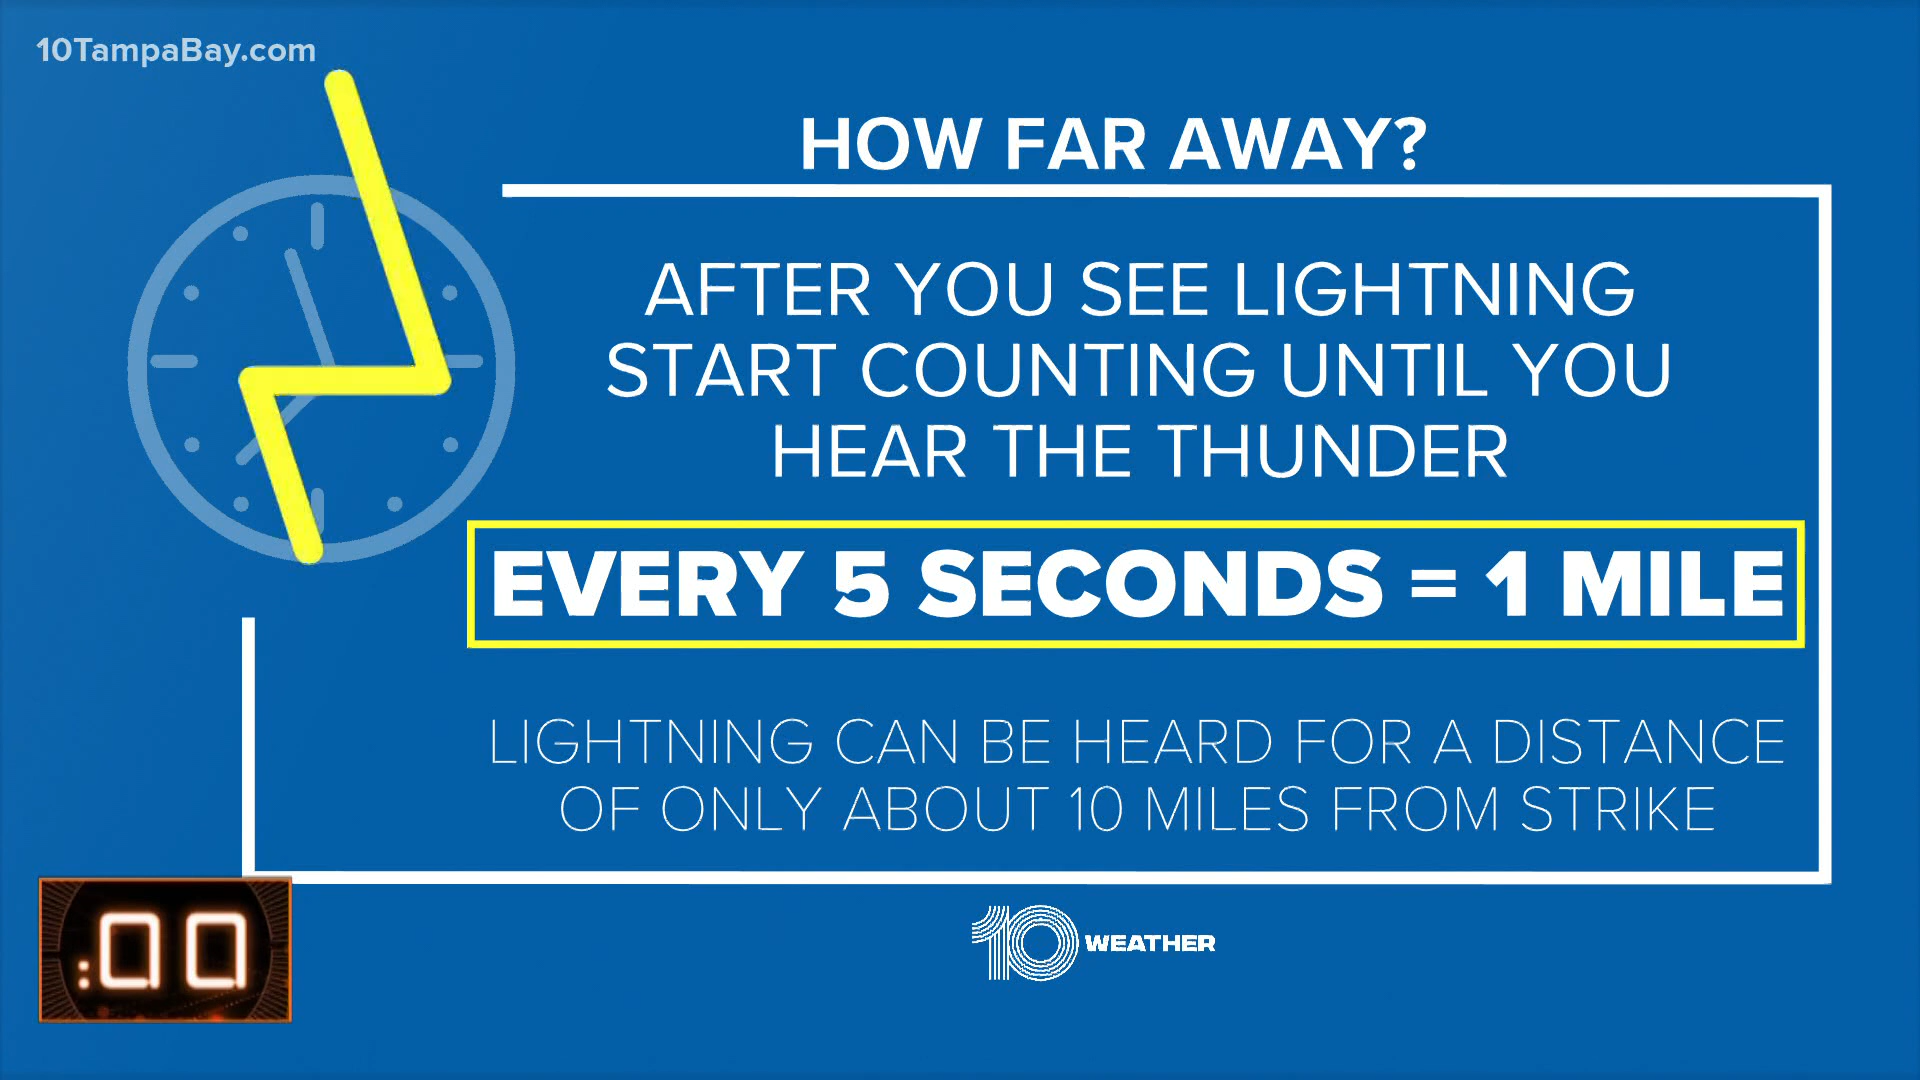 10TampaBay.com
HOW FAR AWAY?
AFTER YOU SEE LIGHTNING
START COUNTING UNTIL YOU
HEAR THE THUNDER
EVERY 5 SECONDS = 1 MILE
LIGHTNING CAN BE HEARD FOR A DISTANCE
OF ONLY ABOUT 10 MILES FROM STRIKE
:00
10 WEATHER